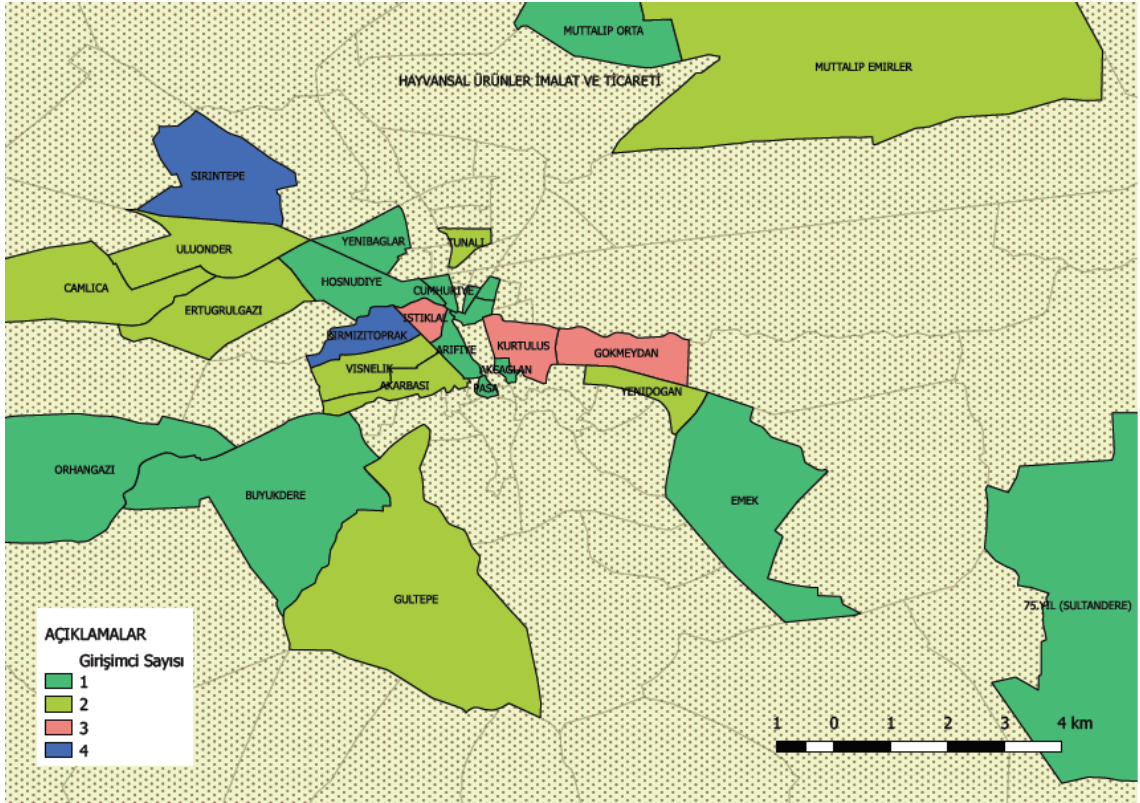 MUTTALIP ORTA
MUTTALIP EMIRLER
HAYVANSAL ÜRÜNLER İMALAT VE TİCARETİ
SIRINTEPE
YENIBAGLAR
TUNALI
ULUONDER
HOSNUDIYE
CAMLICA
CUMHURIYE
ERTUGRULGAZI
ISTIKLAL
KIRMIZITOPRAK
ARIFIYE
KURTULUS
GOKMEYDAN
VISNELIK
AKCAGLAN
AKARBASI
PASA
YENIDOGAN
ORHANGAZI
BUYUKDERE
EMEK
GULTEPE
75.YIL (SULTANDERE)
AÇIKLAMALAR
Girişimci Sayısı
1
2
3
4
1 0 1 2 3 4 km